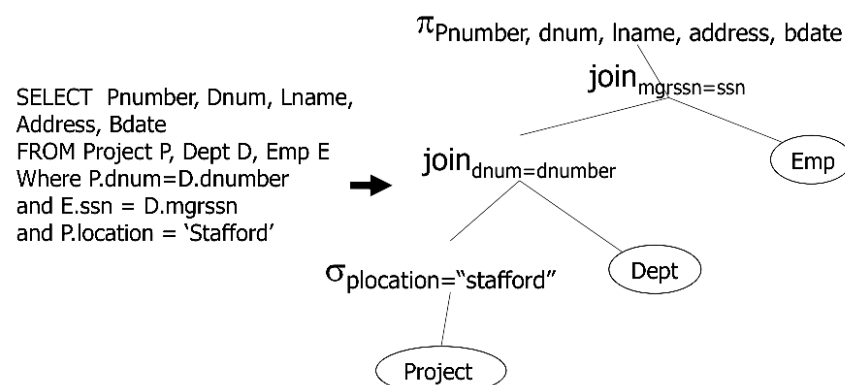 πPnumber, dnum, lname, address, bdate
joinmgrssn=ssn
SELECT Pnumber, Dnum, Lname,
Address, Bdate
FROM Project P, Dept D, Emp E
Where P.dnum=D.dnumber
and E.ssn = D.mgrssn
and P.location = ‘Stafford’
Emp
joindnum=dnumber
Dept
σplocation=“stafford”
Project